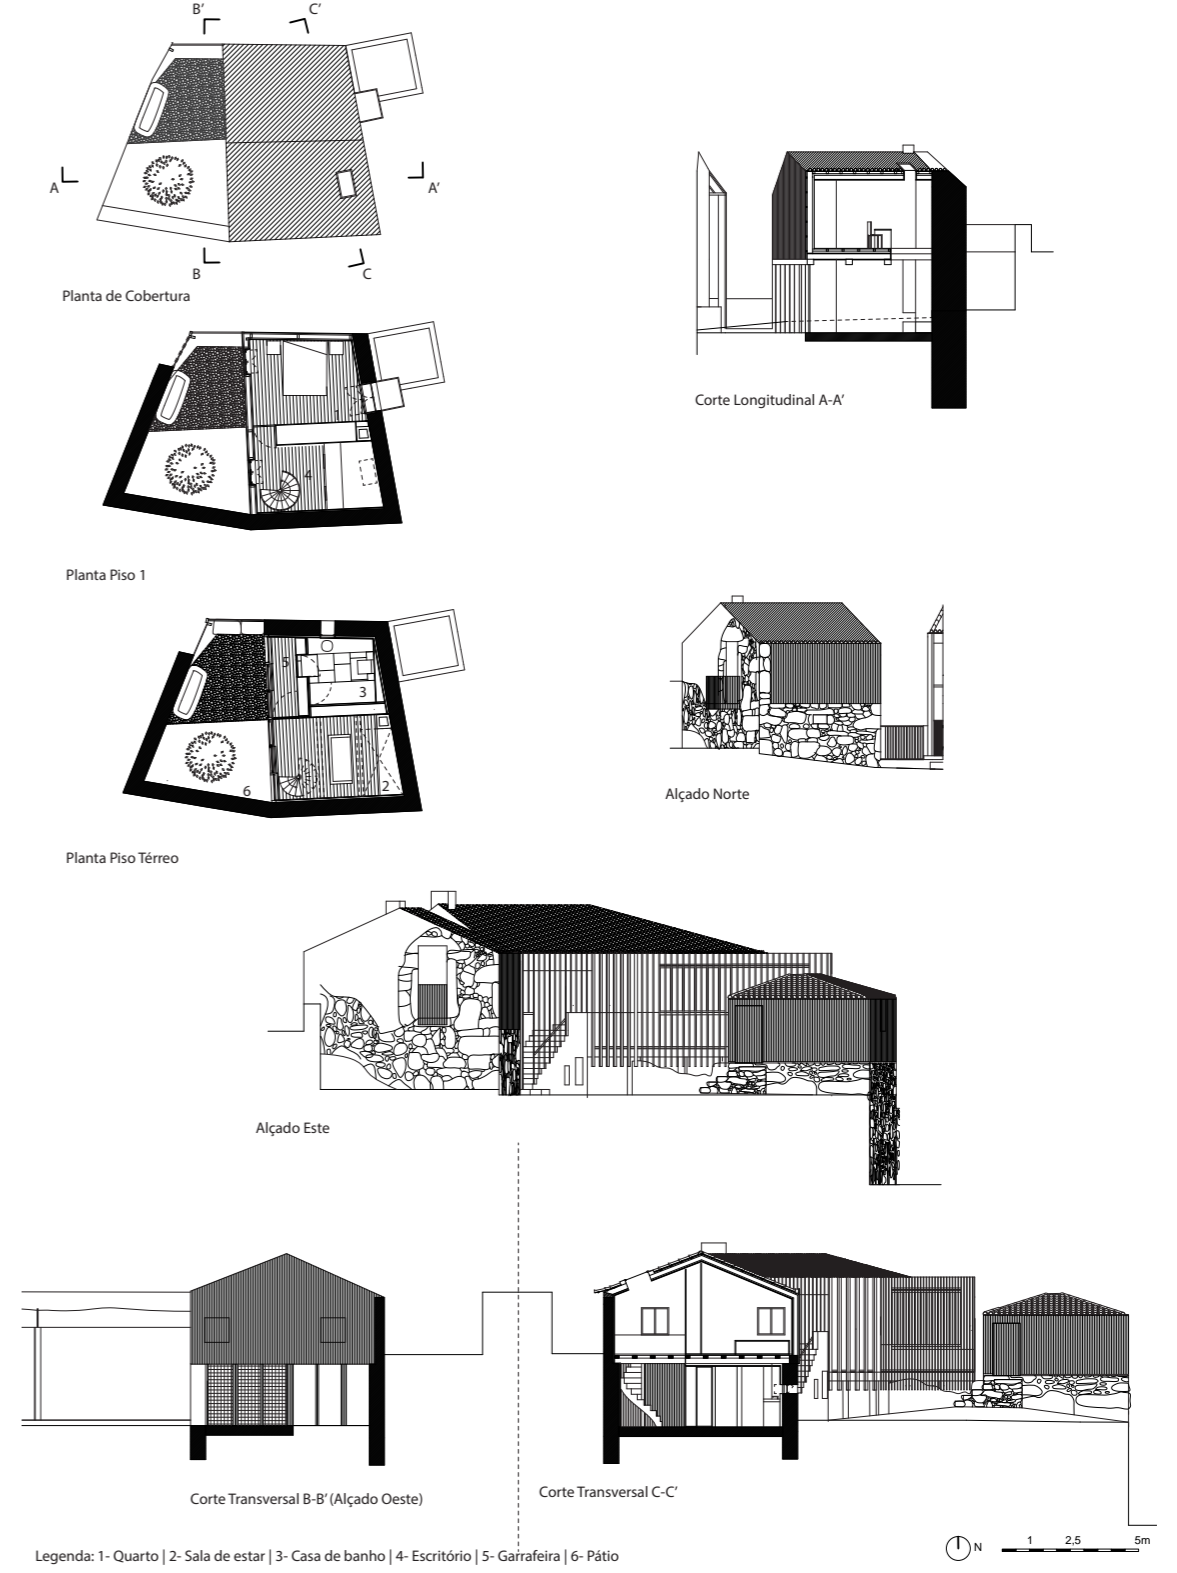 B' C'
A A'
B C
Planta de Cobertura
Corte Longitudinal A-A'
1
4
Planta Piso 1
5
3
6 2
Planta Piso Térreo
Alçado Norte
Alçado Este
Corte Transversal B-B' (Alçado Oeste)
Corte Transversal C-C'
Legenda: 1- Quarto | 2- Sala de estar | 3- Casa de banho | 4- Escritório | 5- Garrafeira | 6- Pátio
N 1 2,5 5m